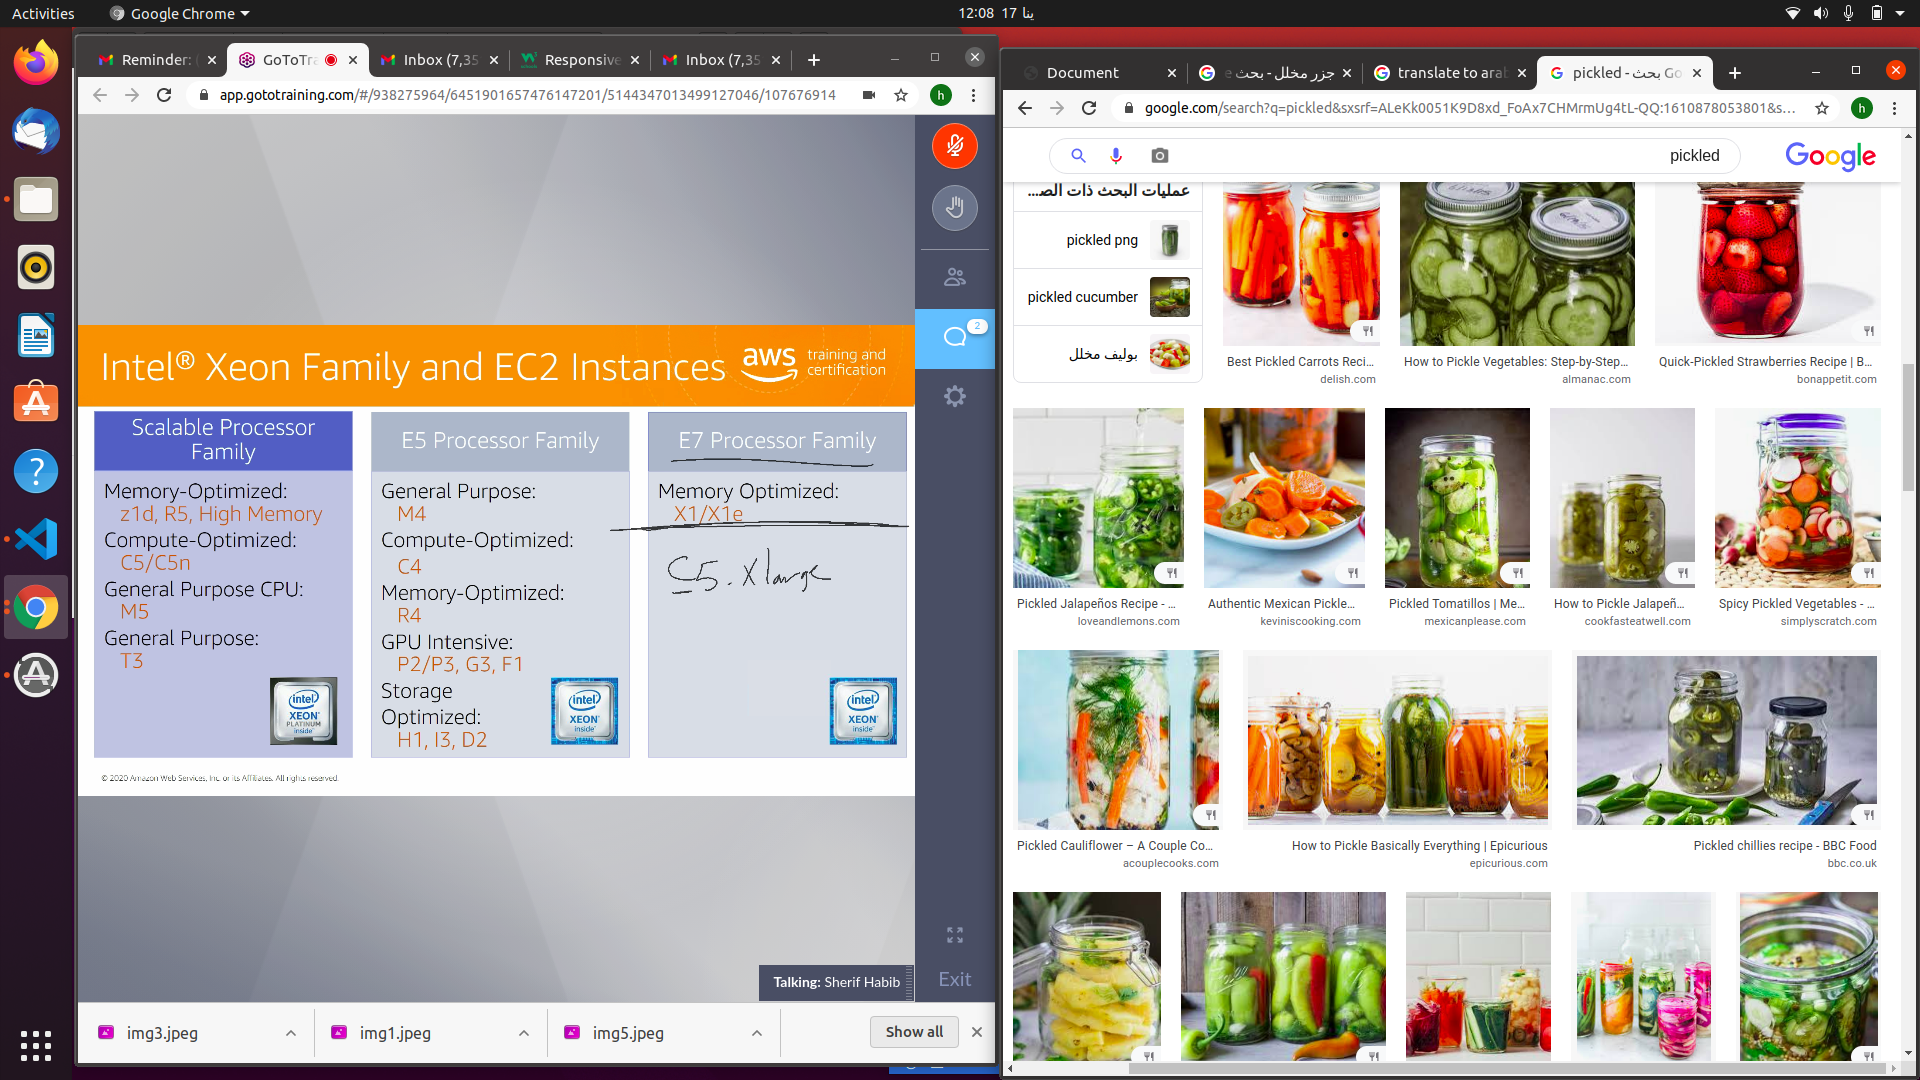 Activities
Google Chrome
12:08 17 ينا
Reminder: (
GoToTra
Inbox (7,35
Responsive
Inbox (7,35
app.gototraining.com/#/938275964/6451901657476147201/5144347013499127046/107676914
h
2
Intel® Xeon Family and EC2 Instances
aws training and certification
Scalable Processor
Family
Memory-Optimized:
z1d, R5, High Memory
Compute-Optimized:
C5/C5n
General Purpose CPU:
M5
General Purpose:
T3
intel XEON PLATINUM inside
E5 Processor Family
General Purpose:
M4
Compute-Optimized:
C4
Memory-Optimized:
R4
GPU Intensive:
P2/P3, G3, F1
Storage
Optimized:
H1, I3, D2
intel XEON inside
E7 Processor Family
Memory Optimized:
X1/X1e
C5.Xlarge
intel XEON inside
© 2020 Amazon Web Services, Inc. or its Affiliates. All rights reserved.
Talking: Sherif Habib
Exit
img3.jpeg
img1.jpeg
img5.jpeg
Show all
Document
جزر مخلل - بحث e
translate to arab
pickled - بحث Go
google.com/search?q=pickled&sxsrf=ALeKk0051K9D8xd_FoAx7CHMrmUg4tL-QQ:1610878053801&s...
h
pickled
Google
عمليات البحث ذات الص...
pickled png
pickled cucumber
بوليف مخلل
Best Pickled Carrots Reci...
delish.com
How to Pickle Vegetables: Step-by-Step...
almanac.com
Quick-Pickled Strawberries Recipe | B...
bonappetit.com
Pickled Jalapeños Recipe - ...
loveandlemons.com
Authentic Mexican Pickle...
keviniscooking.com
Pickled Tomatillos | Me...
mexicanplease.com
How to Pickle Jalapeñ...
cookfasteatwell.com
Spicy Pickled Vegetables - ...
simplyscratch.com
Pickled Cauliflower – A Couple Co...
acouplecooks.com
How to Pickle Basically Everything | Epicurious
epicurious.com
Pickled chillies recipe - BBC Food
bbc.co.uk